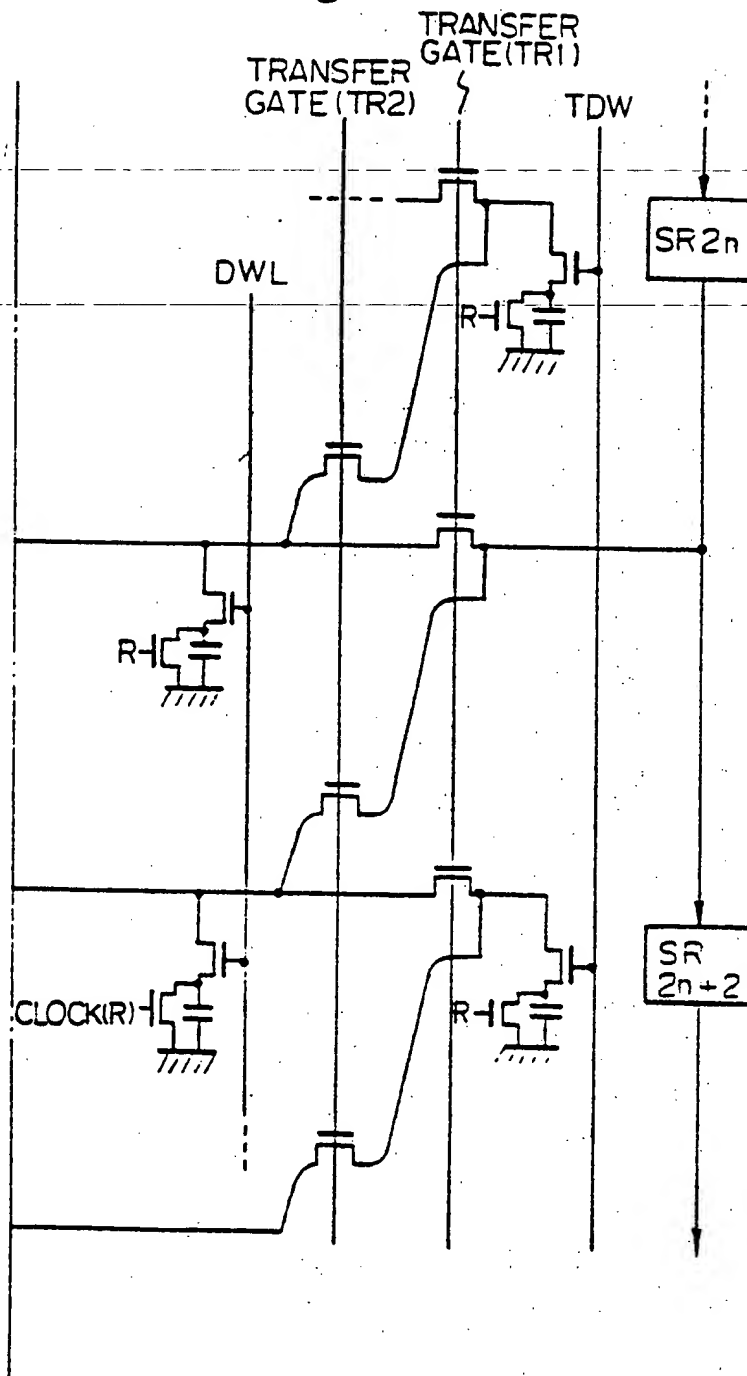 TRANSFER
GATE(TR1)
TRANSFER
GATE(TR2)
TDW
SR2n
DWL
R
R
CLOCK(R)
R
SR
2n+2